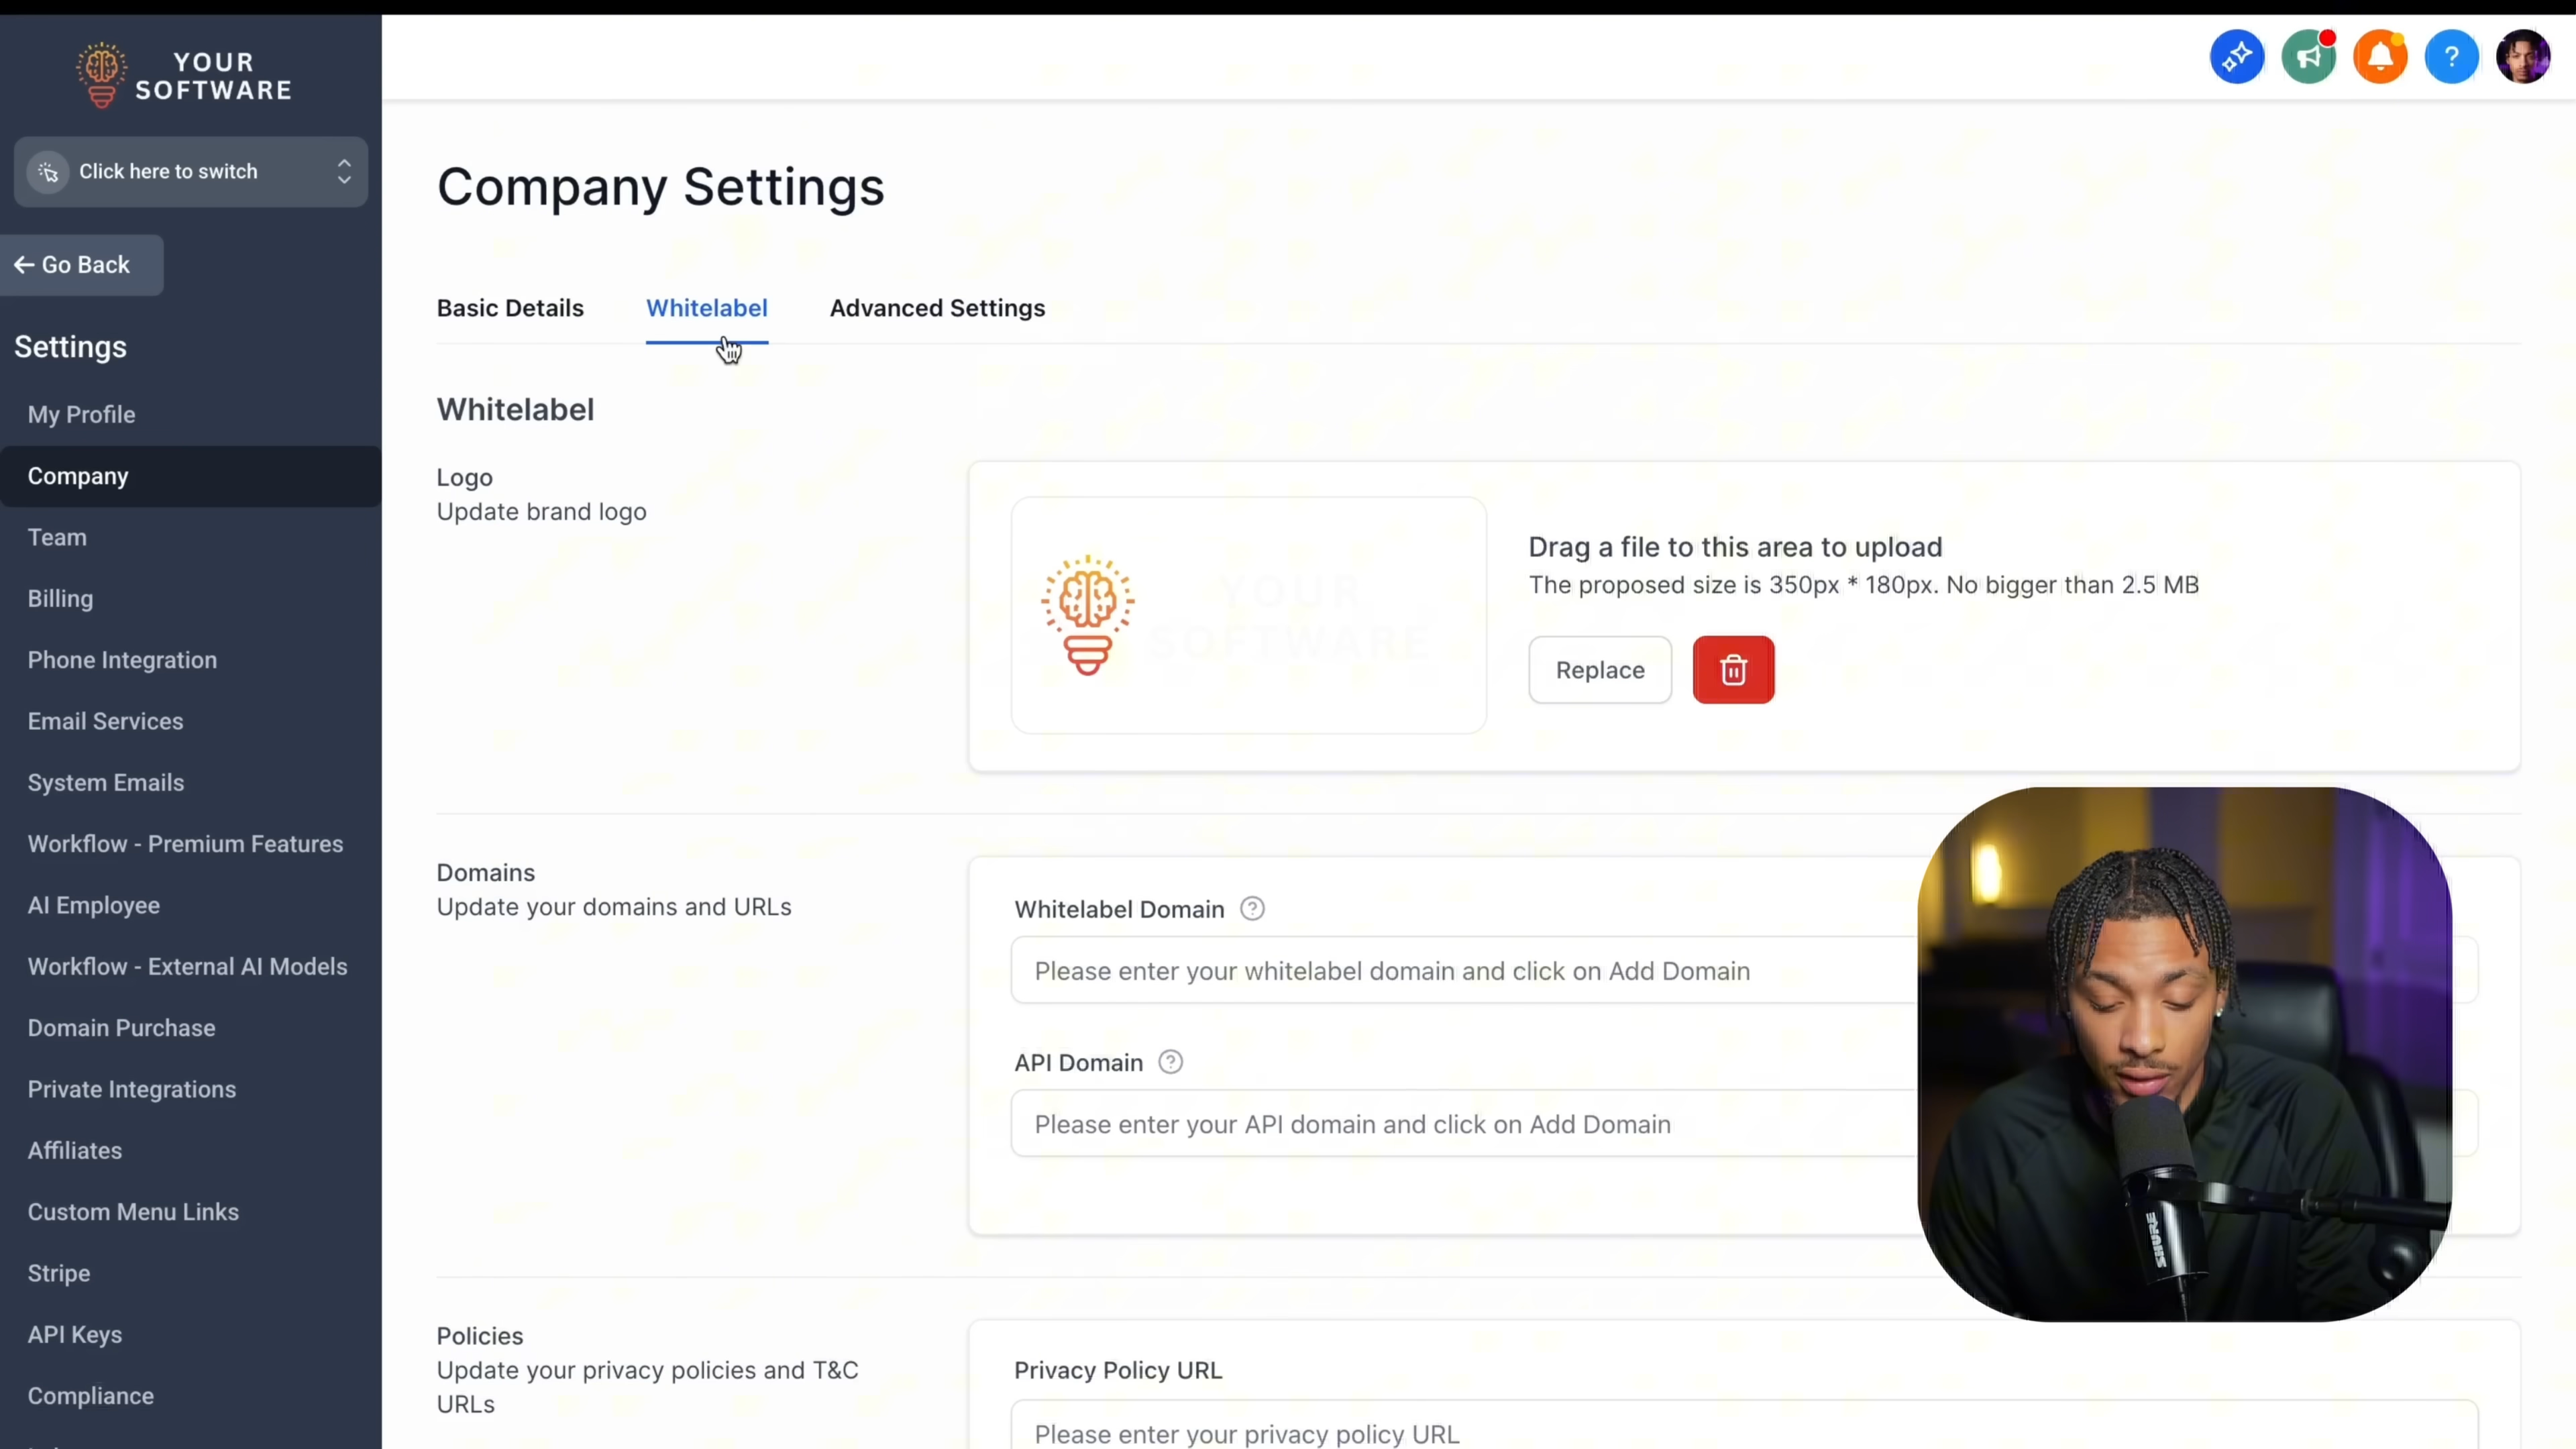 YOUR
SOFTWARE
Click here to switch
Go Back
Settings
My Profile
Company
Team
Billing
Phone Integration
Email Services
System Emails
Workflow - Premium Features
AI Employee
Workflow - External AI Models
Domain Purchase
Private Integrations
Affiliates
Custom Menu Links
Stripe
API Keys
Compliance
Company Settings
Basic Details
Whitelabel
Advanced Settings
Whitelabel
Logo
Update brand logo
YOUR
SOFTWARE
Drag a file to this area to upload
The proposed size is 350px * 180px. No bigger than 2.5 MB
Replace
Domains
Update your domains and URLs
Whitelabel Domain ?
Please enter your whitelabel domain and click on Add Domain
API Domain ?
Please enter your API domain and click on Add Domain
SHURE
Policies
Update your privacy policies and T&C
URLs
Privacy Policy URL
Please enter your privacy policy URL